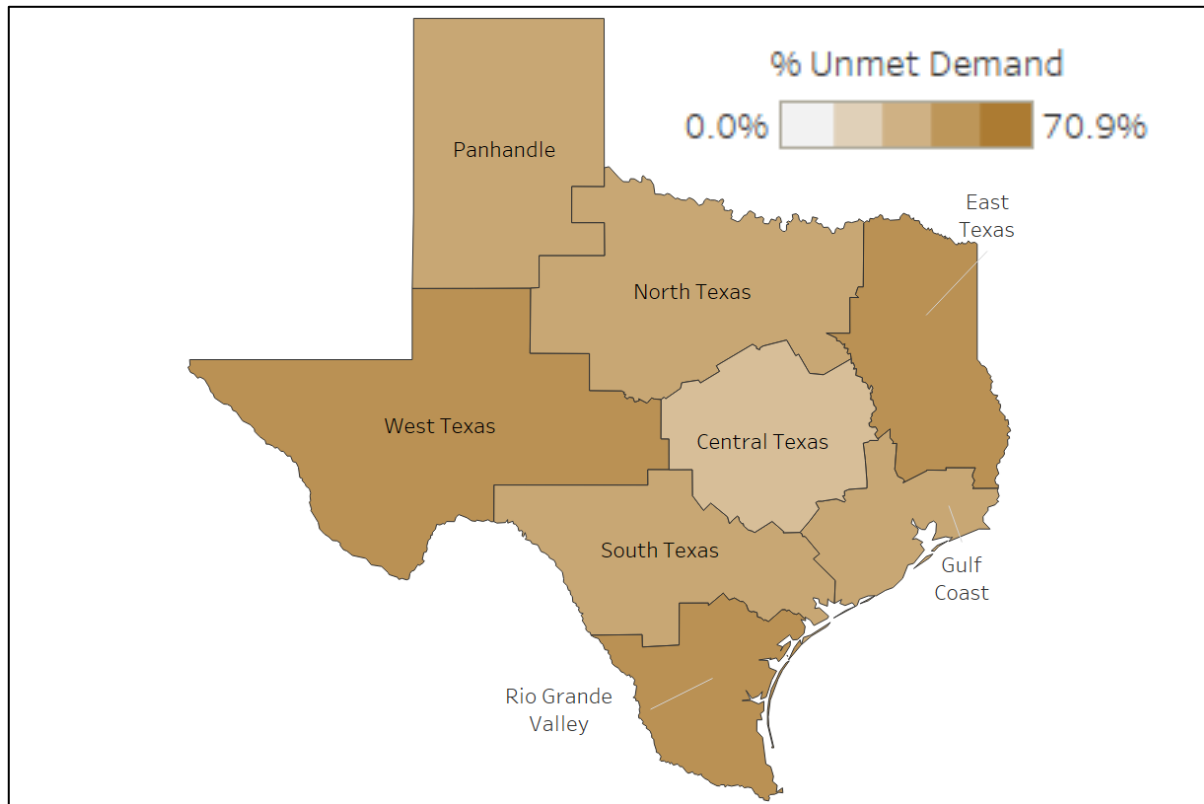 % Unmet Demand
0.0% 70.9%
Panhandle
East
Texas
North Texas
West Texas
Central Texas
South Texas
Gulf
Coast
Rio Grande
Valley